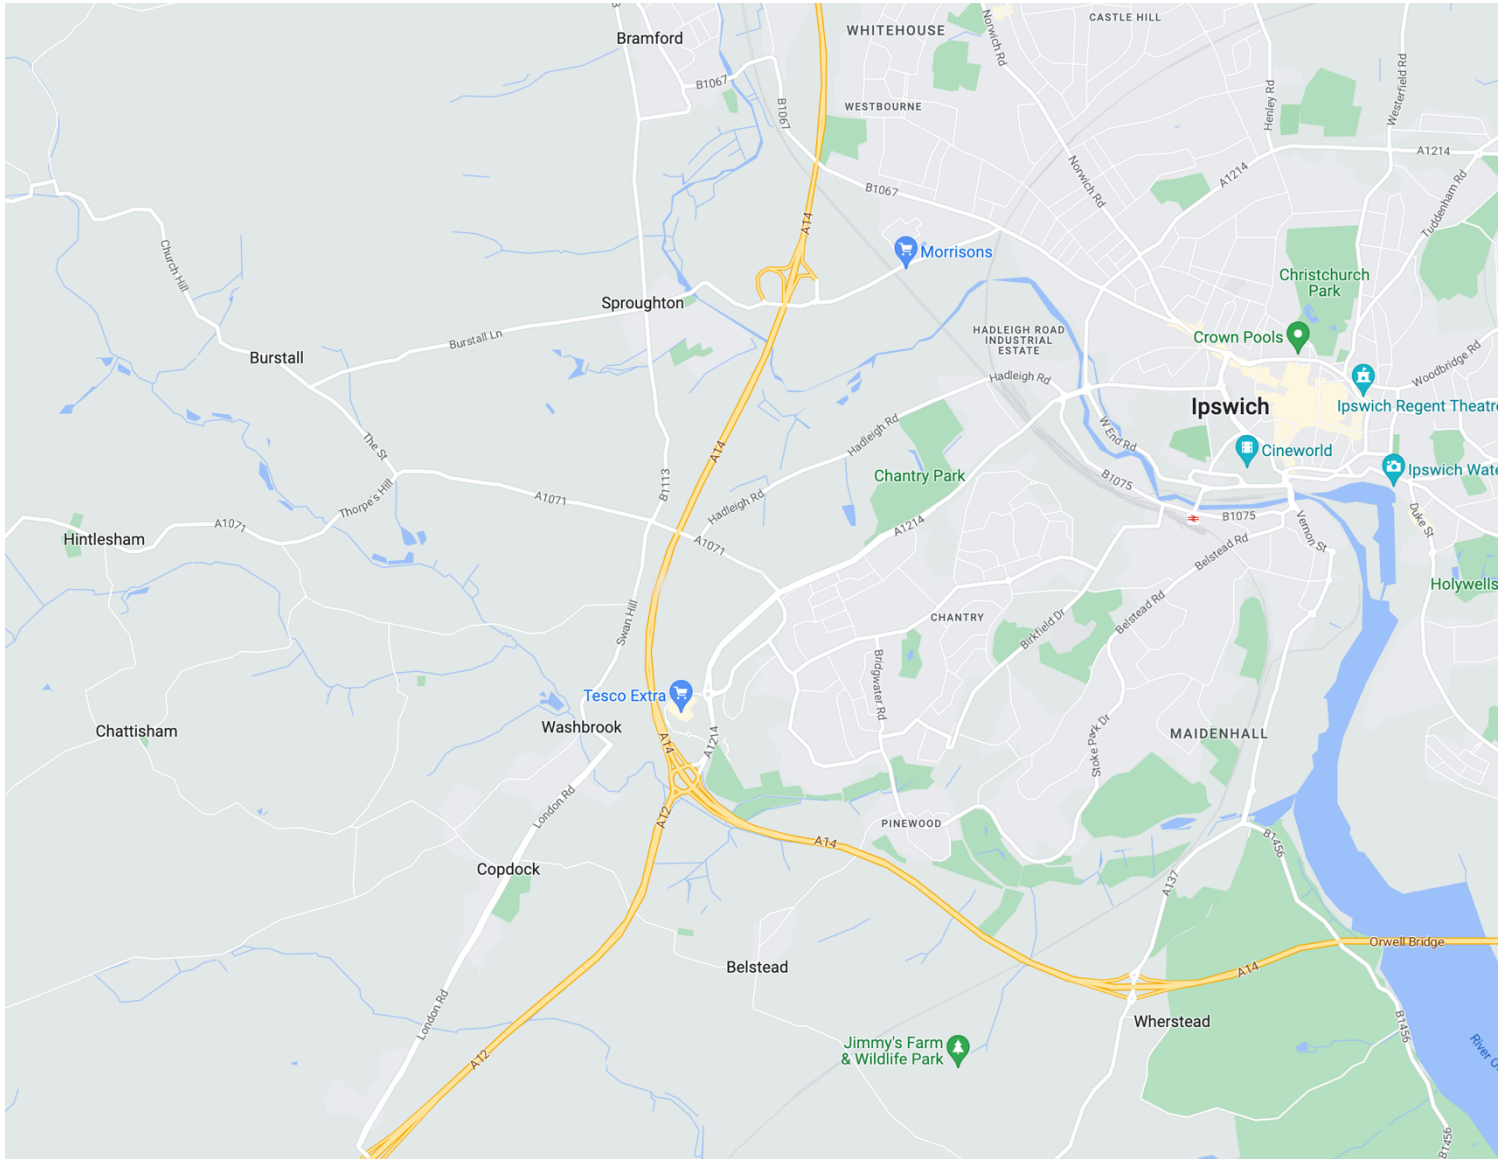 Bramford
WHITEHOUSE
Norwich Rd
CASTLE HILL
B1067
B1067
WESTBOURNE
Henley Rd
Westerfield Rd
A1214
A1214
Norwich Rd
B1067
Tuddenham Rd
A14
Church Hill
Morrisons
Christchurch
Park
Sproughton
HADLEIGH ROAD
INDUSTRIAL
ESTATE
Crown Pools
Burstall Ln
Burstall
Woodbridge Rd
Hadleigh Rd
Ipswich
Ipswich Regent Theatre
Hadleigh Rd
W End Rd
The St
A14
Cineworld
Chantry Park
Ipswich Wate
B1075
B1113
Thorpe's Hill
A1071
Hadleigh Rd
A1214
B1075
Vernon St
Duke St
A1071
Hintlesham
A1071
Belstead Rd
Holywells
Swan Hill
CHANTRY
Birkfield Dr
Belstead Rd
Bridgwater Rd
Tesco Extra
Washbrook
Chattisham
A14
A1214
Stoke Park Dr
MAIDENHALL
London Rd
A12
PINEWOOD
A14
B1456
Copdock
A137
Orwell Bridge
Belstead
A14
London Rd
Wherstead
B1456
Jimmy's Farm
& Wildlife Park
River O
A12
B1456